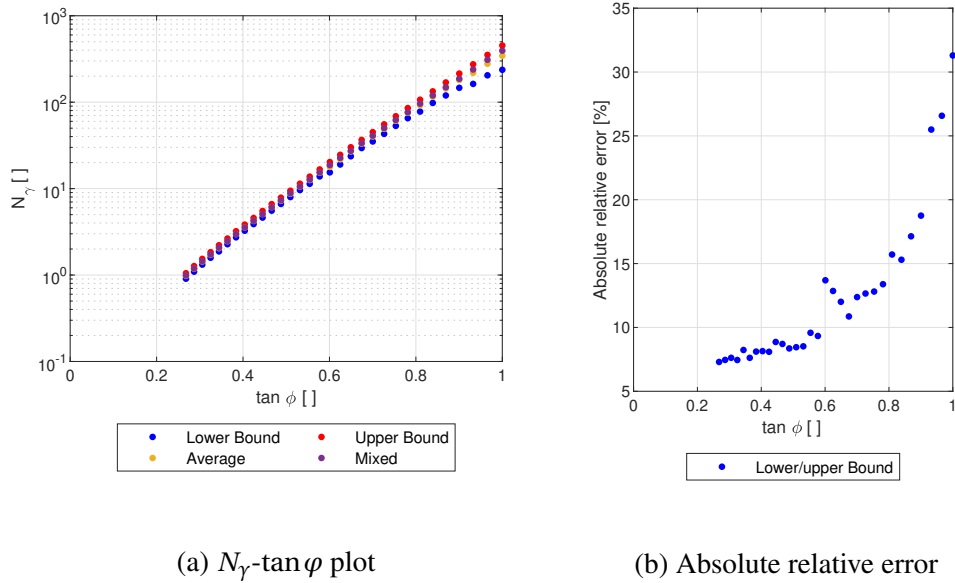 (a)
10^3
10^2
10^1
10^0
10^-1
N_γ [ ]
0 0.2 0.4 0.6 0.8 1
tan ϕ [ ]
Lower Bound Upper Bound
Average Mixed
(b)
35
30
25
20
15
10
5
Absolute relative error [%]
0 0.2 0.4 0.6 0.8 1
tan ϕ [ ]
Lower/upper Bound
(a) N_γ-tan φ plot
(b) Absolute relative error